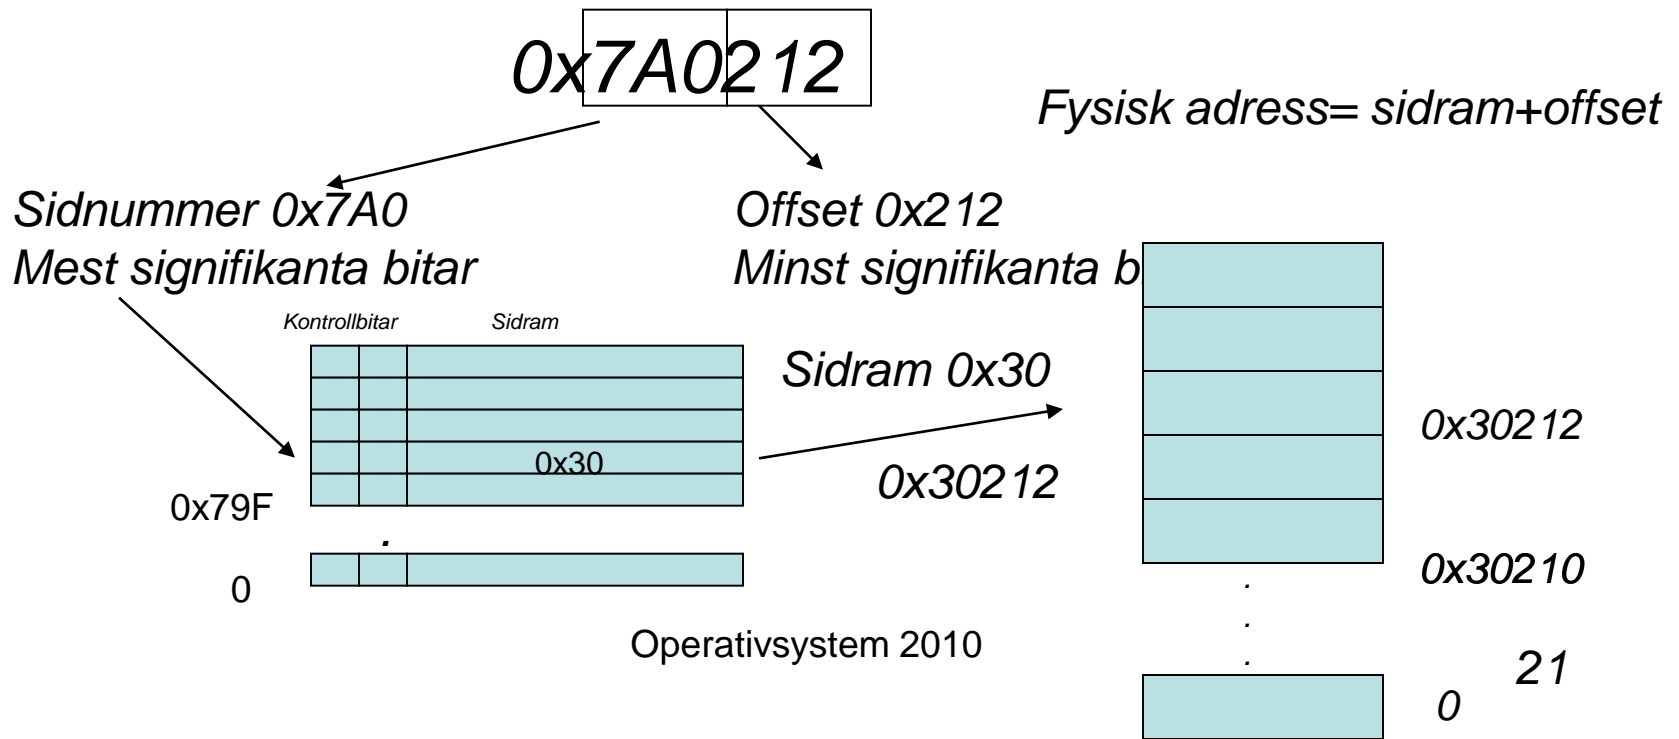 0x7A0212
Fysisk adress= sidram+offset
Sidnummer 0x7A0
Mest signifikanta bitar
Offset 0x212
Minst signifikanta b
Kontrollbitar
Sidram
Sidram 0x30
0x30
0x30212
0x30212
0x79F
.
0
0x30210
.
.
.
Operativsystem 2010
21
0